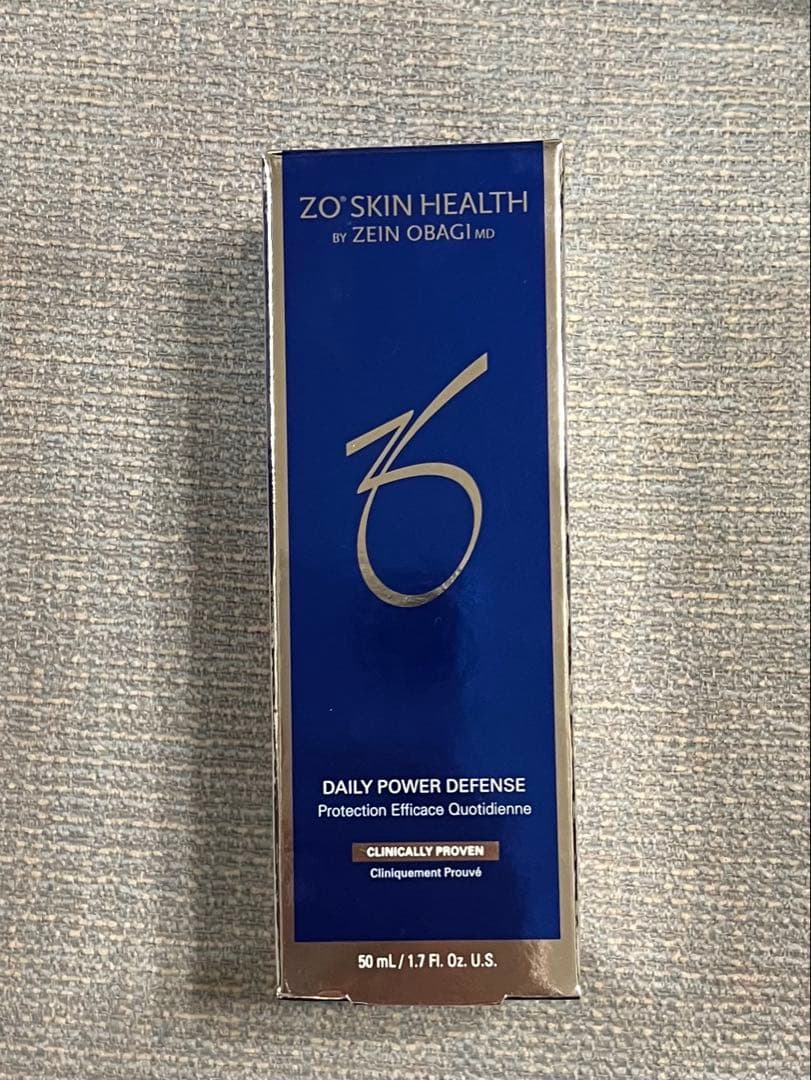 ZO® SKIN HEALTH
BY ZEIN OBAGI MD
DAILY POWER DEFENSE
Protection Efficace Quotidienne
CLINICALLY PROVEN
Cliniquement Prouvé
50 mL / 1.7 Fl. Oz. U.S.